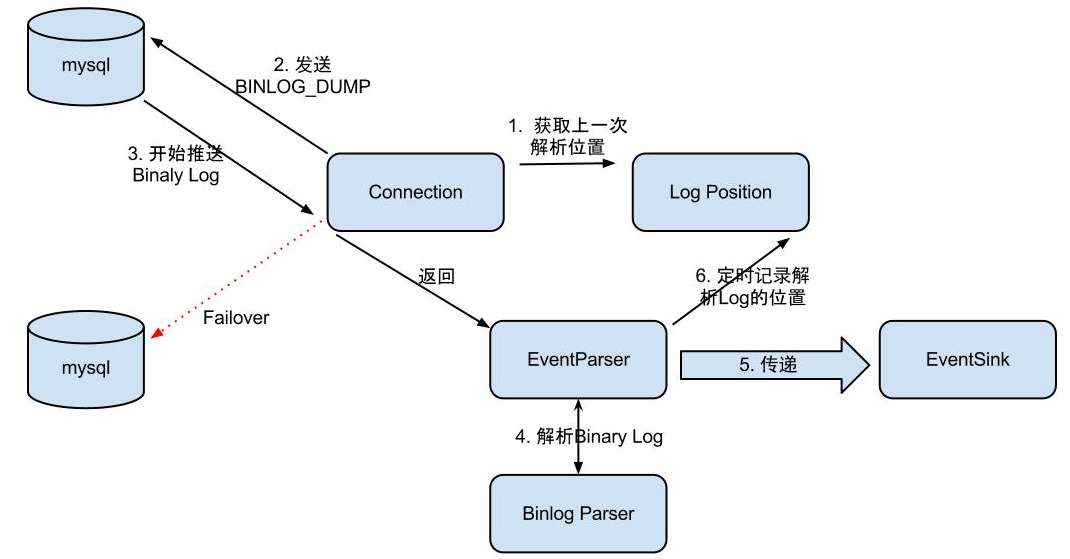 mysql
2. 发送
BINLOG_DUMP
1. 获取上一次
解析位置
3. 开始推送
Binaly Log
Connection
Log Position
返回
6. 定时记录解
析Log的位置
Failover
mysql
EventParser
5. 传递
EventSink
4. 解析Binary Log
Binlog Parser